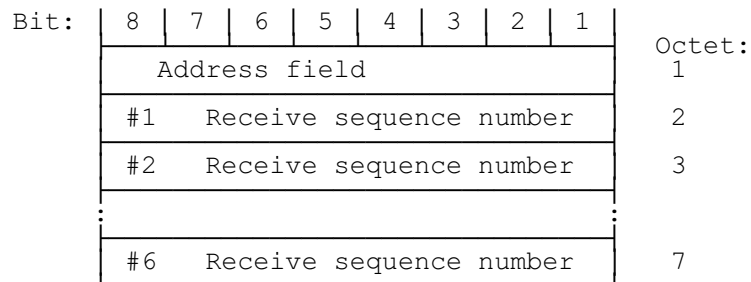 Bit: 8 7 6 5 4 3 2 1
Octet:
Address field 1
#1 Receive sequence number 2
#2 Receive sequence number 3
: :
#6 Receive sequence number 7